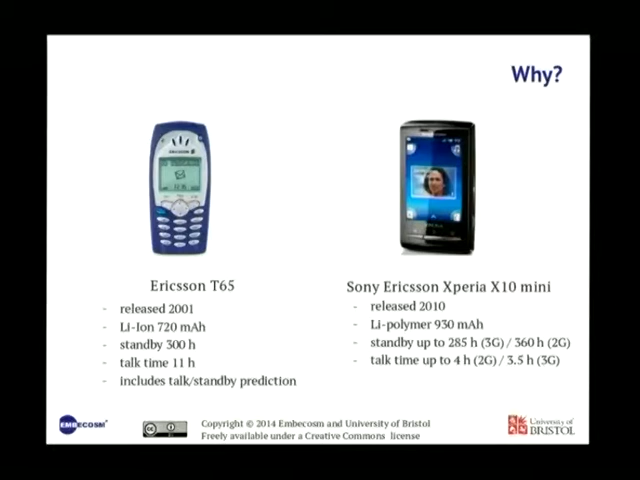 Why?
ERICSSON
Ericsson T65
- released 2001
- Li-Ion 720 mAh
- standby 300 h
- talk time 11 h
- includes talk/standby prediction
Sony Ericsson Xperia X10 mini
- released 2010
- Li-polymer 930 mAh
- standby up to 285 h (3G) / 360 h (2G)
- talk time up to 4 h (2G) / 3.5 h (3G)
EMBECOSM
Copyright © 2014 Embecosm and University of Bristol
Freely available under a Creative Commons license
University of
BRISTOL